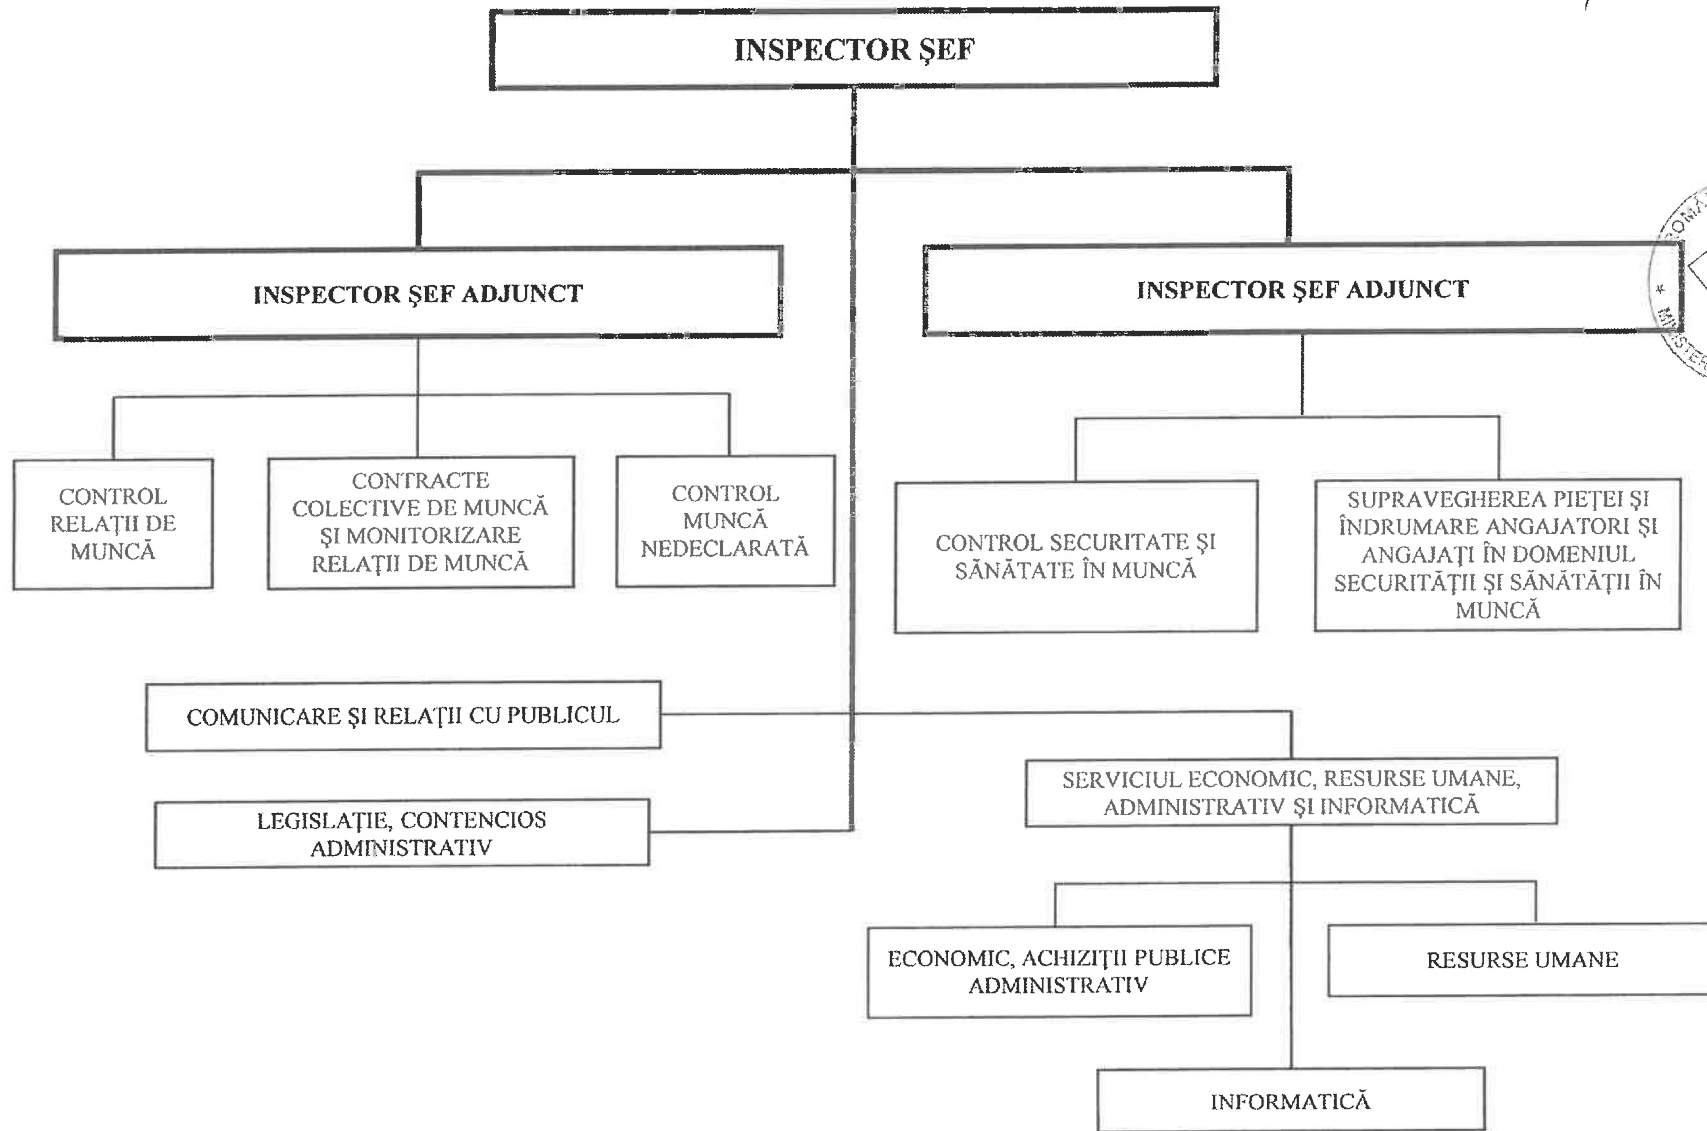 INSPECTOR ŞEF
INSPECTOR ŞEF ADJUNCT
INSPECTOR ŞEF ADJUNCT
CONTROL
RELAŢII DE
MUNCĂ
CONTRACTE
COLECTIVE DE MUNCĂ
ŞI MONITORIZARE
RELAŢII DE MUNCĂ
CONTROL
MUNCĂ
NEDECLARATĂ
CONTROL SECURITATE ŞI
SĂNĂTATE ÎN MUNCĂ
SUPRAVEGHEREA PIEŢEI ŞI
ÎNDRUMARE ANGAJATORI ŞI
ANGAJAŢI ÎN DOMENIUL
SECURITĂŢII ŞI SĂNĂTĂŢII ÎN
MUNCĂ
COMUNICARE ŞI RELAŢII CU PUBLICUL
SERVICIUL ECONOMIC, RESURSE UMANE,
ADMINISTRATIV ŞI INFORMATICĂ
LEGISLAŢIE, CONTENCIOS
ADMINISTRATIV
ECONOMIC, ACHIZIŢII PUBLICE
ADMINISTRATIV
RESURSE UMANE
INFORMATICĂ